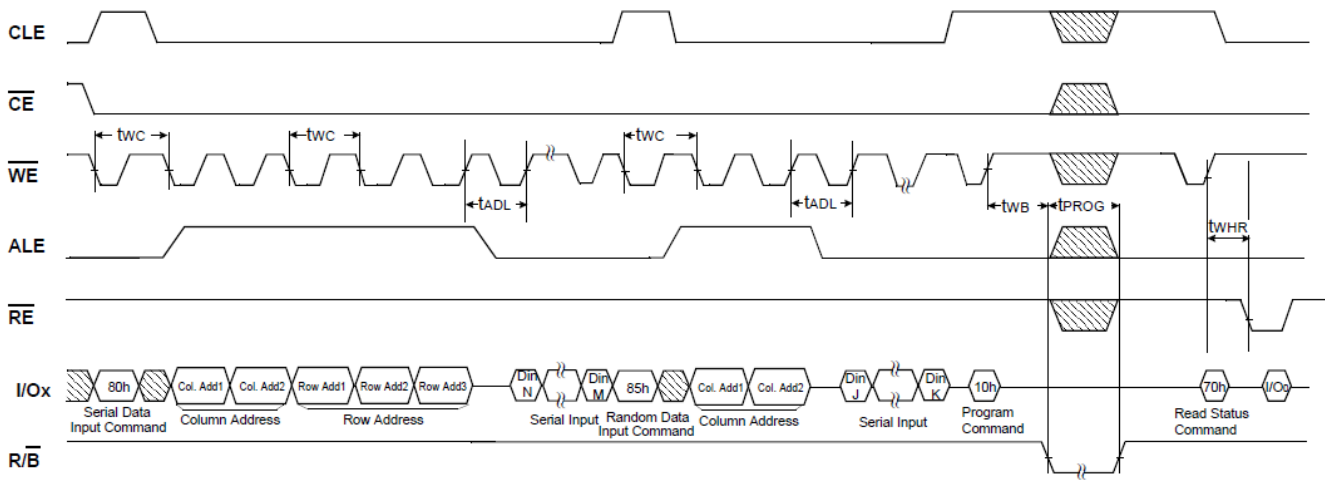 CLE
CE
tWC
tWC
tWC
WE
tADL
tADL
tWB
tPROG
tWHR
ALE
RE
I/Ox
80h
Col. Add1
Col. Add2
Row Add1
Row Add2
Row Add3
Din N
Din M
85h
Col. Add1
Col. Add2
Din J
Din K
10h
70h
I/Oo
Serial Data Input Command
Column Address
Row Address
Serial Input
Random Data Input Command
Column Address
Serial Input
Program Command
Read Status Command
R/B